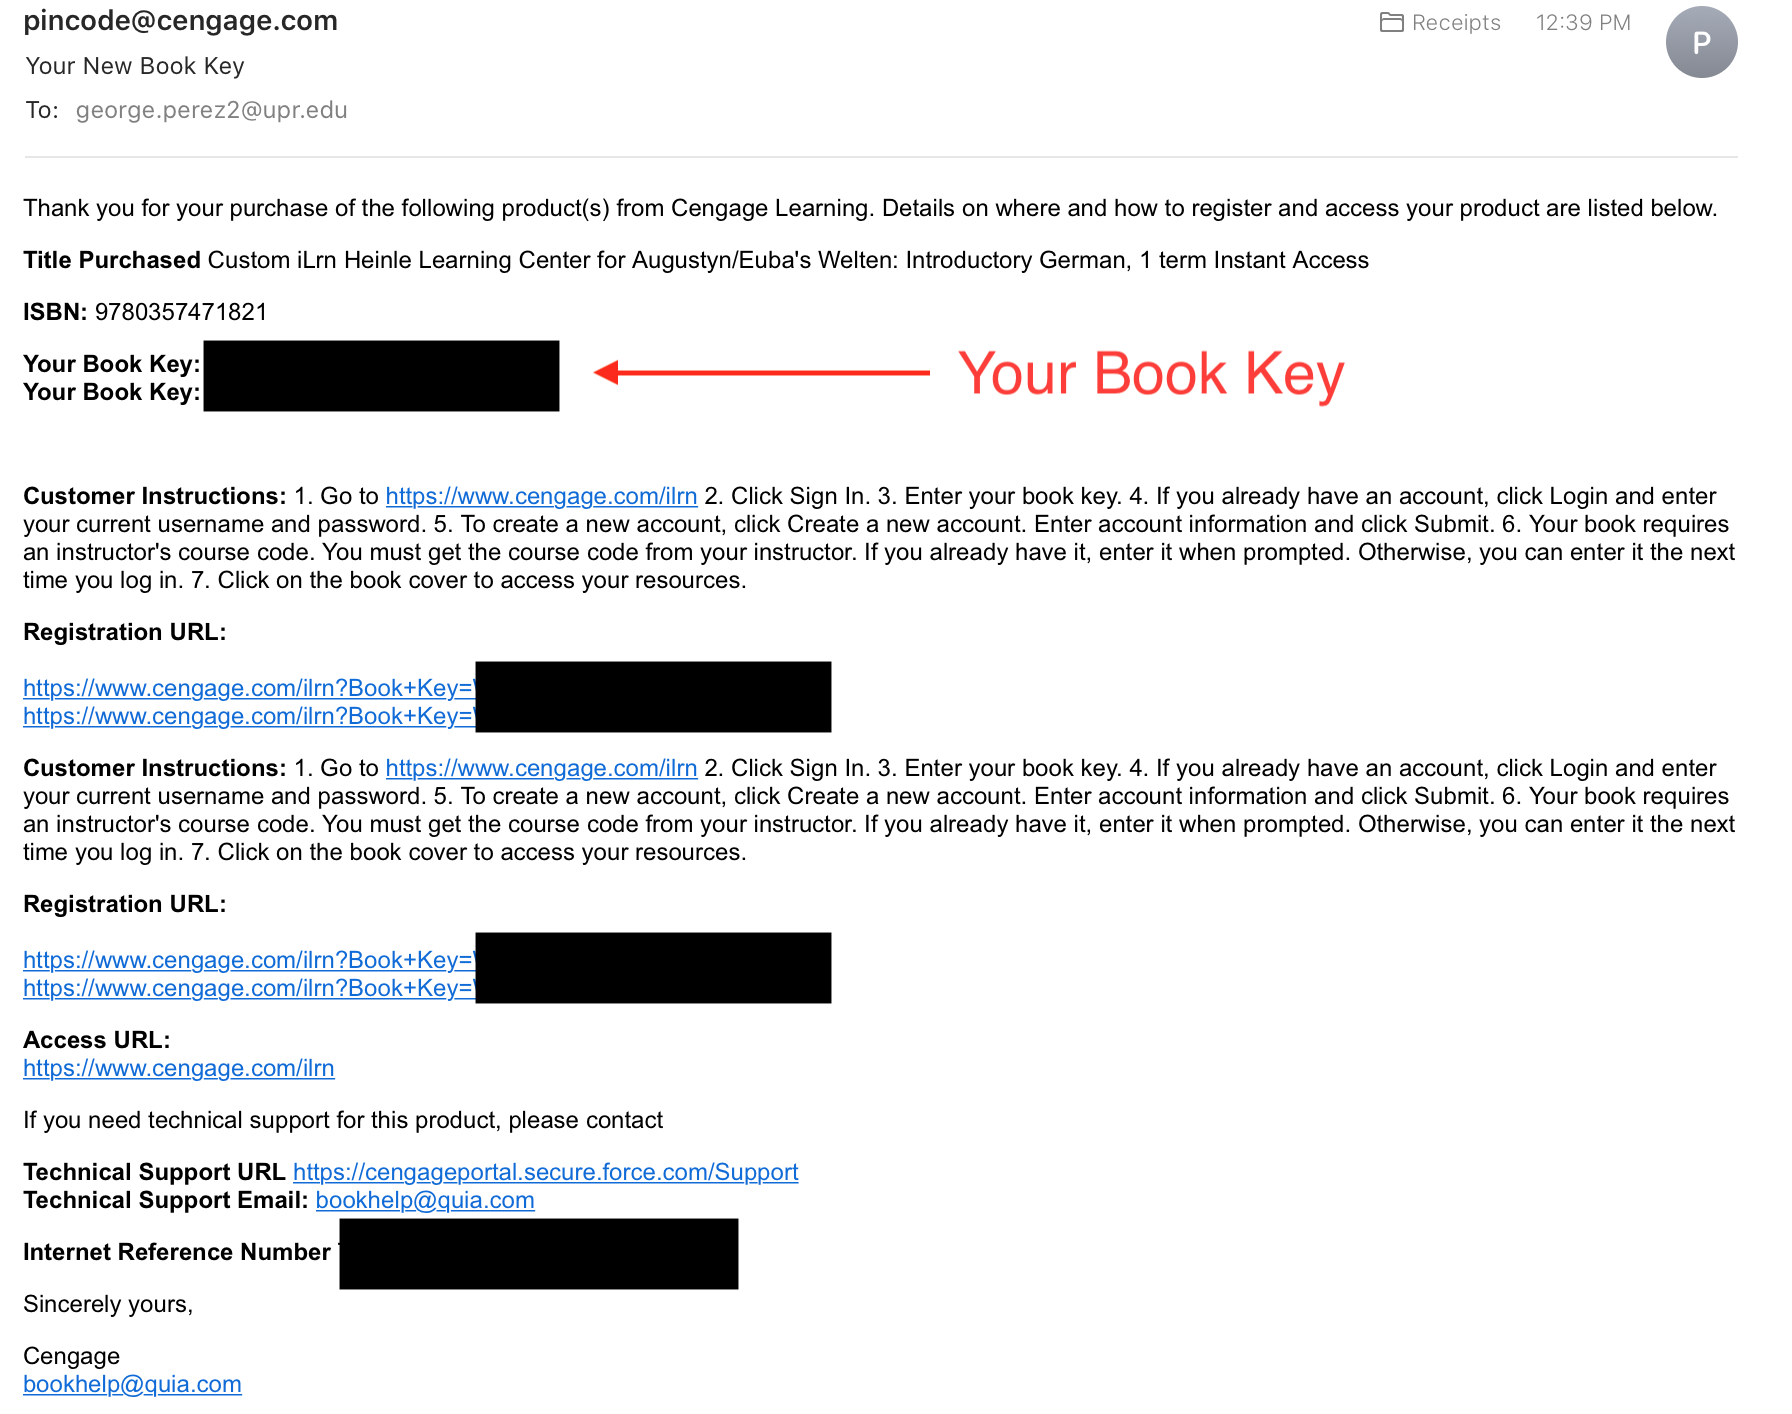 pincode@cengage.com
Receipts 12:39 PM
P
Your New Book Key
To: george.perez2@upr.edu
Thank you for your purchase of the following product(s) from Cengage Learning. Details on where and how to register and access your product are listed below.
Title Purchased Custom iLrn Heinle Learning Center for Augustyn/Euba's Welten: Introductory German, 1 term Instant Access
ISBN: 9780357471821
Your Book Key:
Your Book Key:
Your Book Key
Customer Instructions: 1. Go to https://www.cengage.com/ilrn 2. Click Sign In. 3. Enter your book key. 4. If you already have an account, click Login and enter
your current username and password. 5. To create a new account, click Create a new account. Enter account information and click Submit. 6. Your book requires
an instructor's course code. You must get the course code from your instructor. If you already have it, enter it when prompted. Otherwise, you can enter it the next
time you log in. 7. Click on the book cover to access your resources.
Registration URL:
https://www.cengage.com/ilrn?Book+Key=
https://www.cengage.com/ilrn?Book+Key=
Customer Instructions: 1. Go to https://www.cengage.com/ilrn 2. Click Sign In. 3. Enter your book key. 4. If you already have an account, click Login and enter
your current username and password. 5. To create a new account, click Create a new account. Enter account information and click Submit. 6. Your book requires
an instructor's course code. You must get the course code from your instructor. If you already have it, enter it when prompted. Otherwise, you can enter it the next
time you log in. 7. Click on the book cover to access your resources.
Registration URL:
https://www.cengage.com/ilrn?Book+Key=
https://www.cengage.com/ilrn?Book+Key=
Access URL:
https://www.cengage.com/ilrn
If you need technical support for this product, please contact
Technical Support URL https://cengageportal.secure.force.com/Support
Technical Support Email: bookhelp@quia.com
Internet Reference Number
Sincerely yours,
Cengage
bookhelp@quia.com